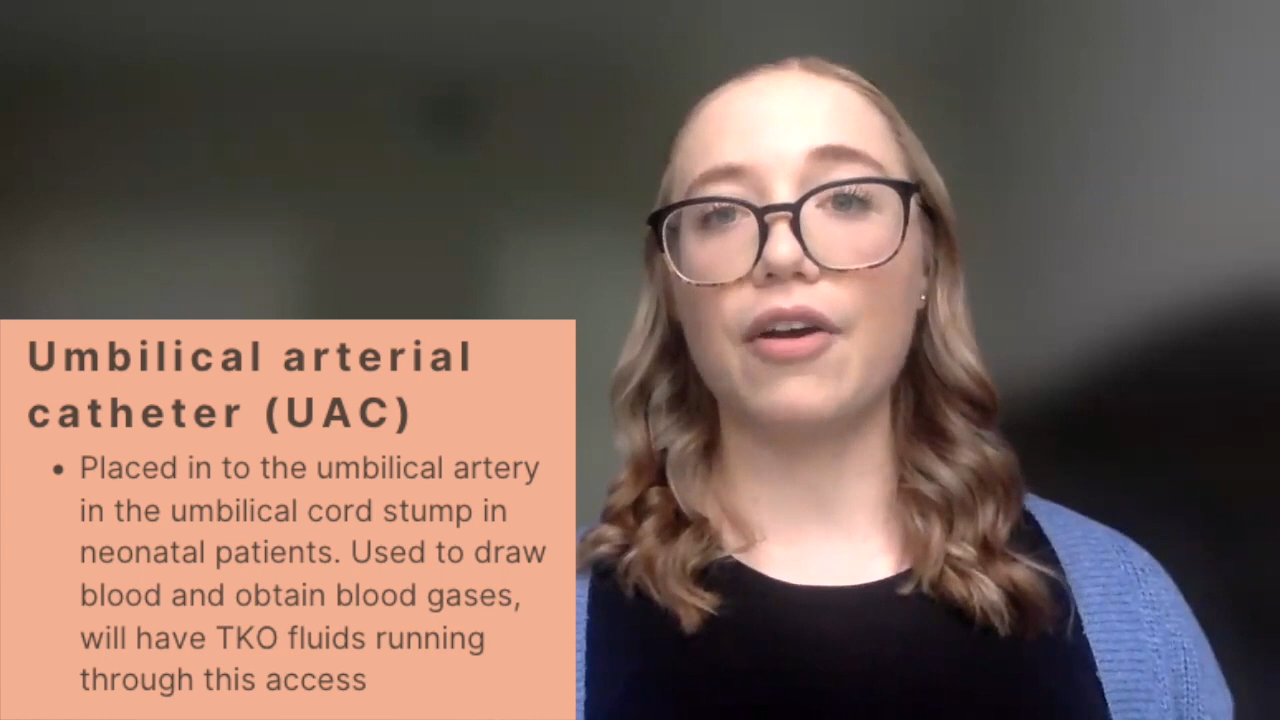 Umbilical arterial
catheter (UAC)
• Placed in to the umbilical artery
in the umbilical cord stump in
neonatal patients. Used to draw
blood and obtain blood gases,
will have TKO fluids running
through this access